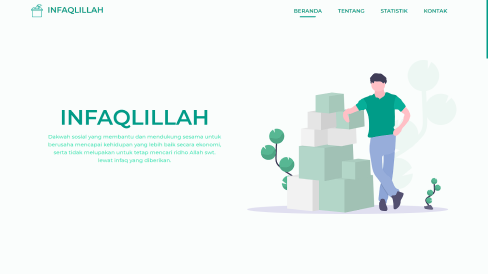 INFAQLILLAH
BERANDA TENTANG STATISTIK KONTAK
INFAQLILLAH
Dakwah sosial yang membantu dan mendukung sesama untuk
berusaha mencapai kehidupan yang lebih baik secara ekonomi,
serta tidak melupakan untuk tetap mencari ridho Allah swt.
lewat infaq yang diberikan.